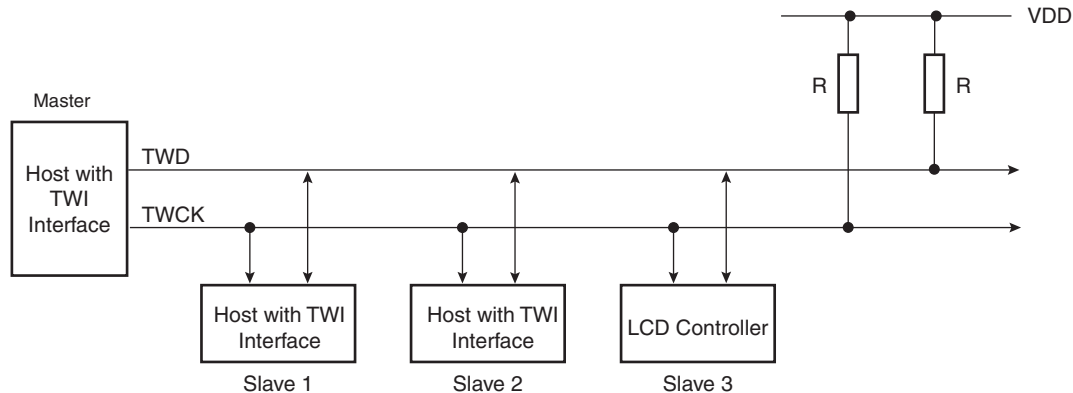 VDD
R
R
Master
Host with
TWI
Interface
TWD
TWCK
Host with TWI
Interface
Slave 1
Host with TWI
Interface
Slave 2
LCD Controller
Slave 3